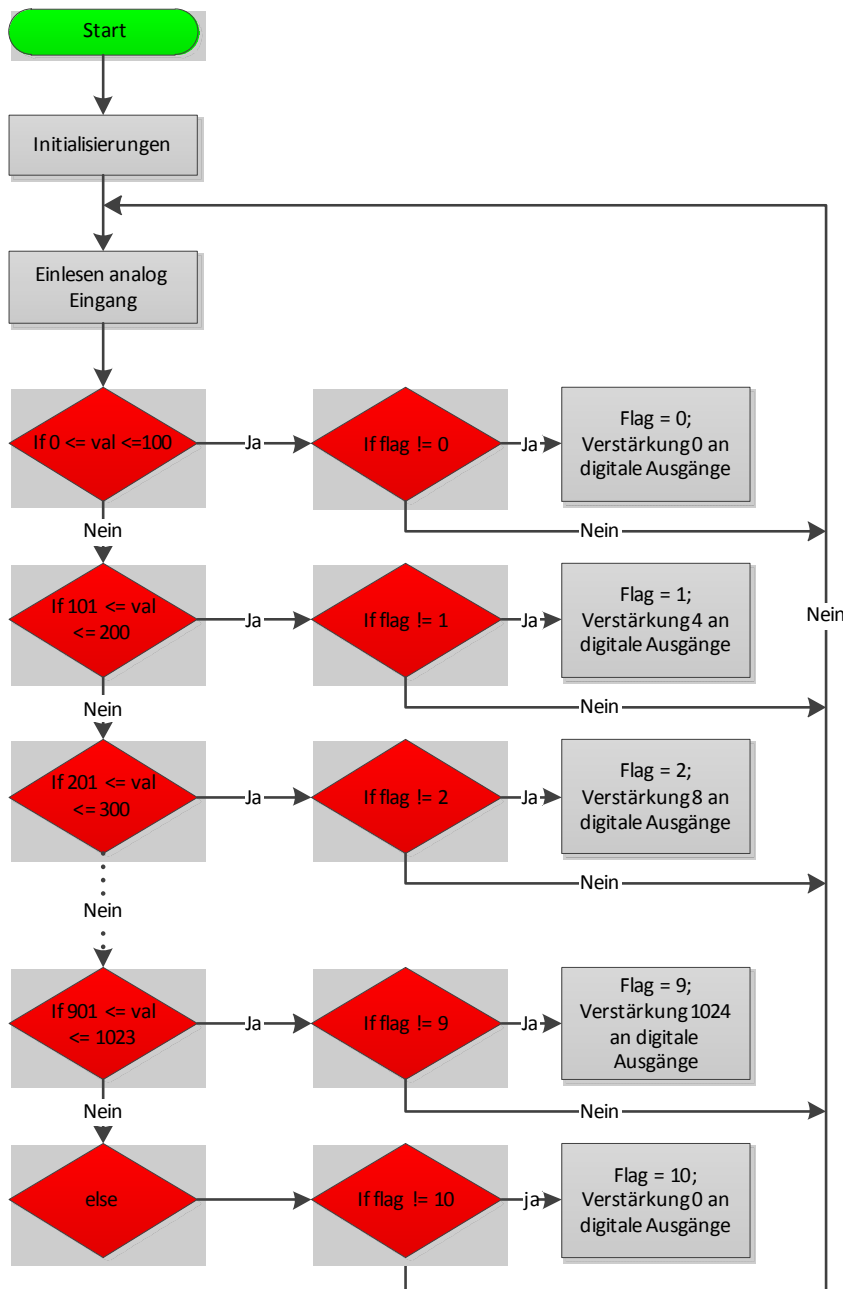 Start
Initialisierungen
Einlesen analog
Eingang
If 0 <= val <=100
Ja
If flag != 0
Ja
Flag = 0;
Verstärkung 0 an
digitale Ausgänge
Nein
Nein
If 101 <= val
<= 200
Ja
If flag != 1
Ja
Flag = 1;
Verstärkung 4 an
digitale Ausgänge
Nein
Nein
Nein
If 201 <= val
<= 300
Ja
If flag != 2
Ja
Flag = 2;
Verstärkung 8 an
digitale Ausgänge
Nein
Nein
If 901 <= val
<= 1023
Ja
If flag != 9
Ja
Flag = 9;
Verstärkung 1024
an digitale
Ausgänge
Nein
Nein
else
If flag != 10
ja
Flag = 10;
Verstärkung 0 an
digitale Ausgänge